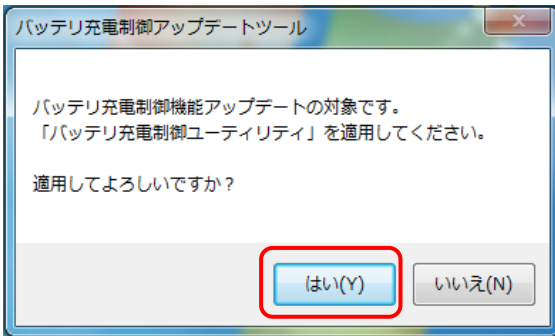 バッテリ充電制御アップデートツール
バッテリ充電制御機能アップデートの対象です。
「バッテリ充電制御ユーティリティ」を適用してください。
適用してよろしいですか？
はい(Y)
いいえ(N)